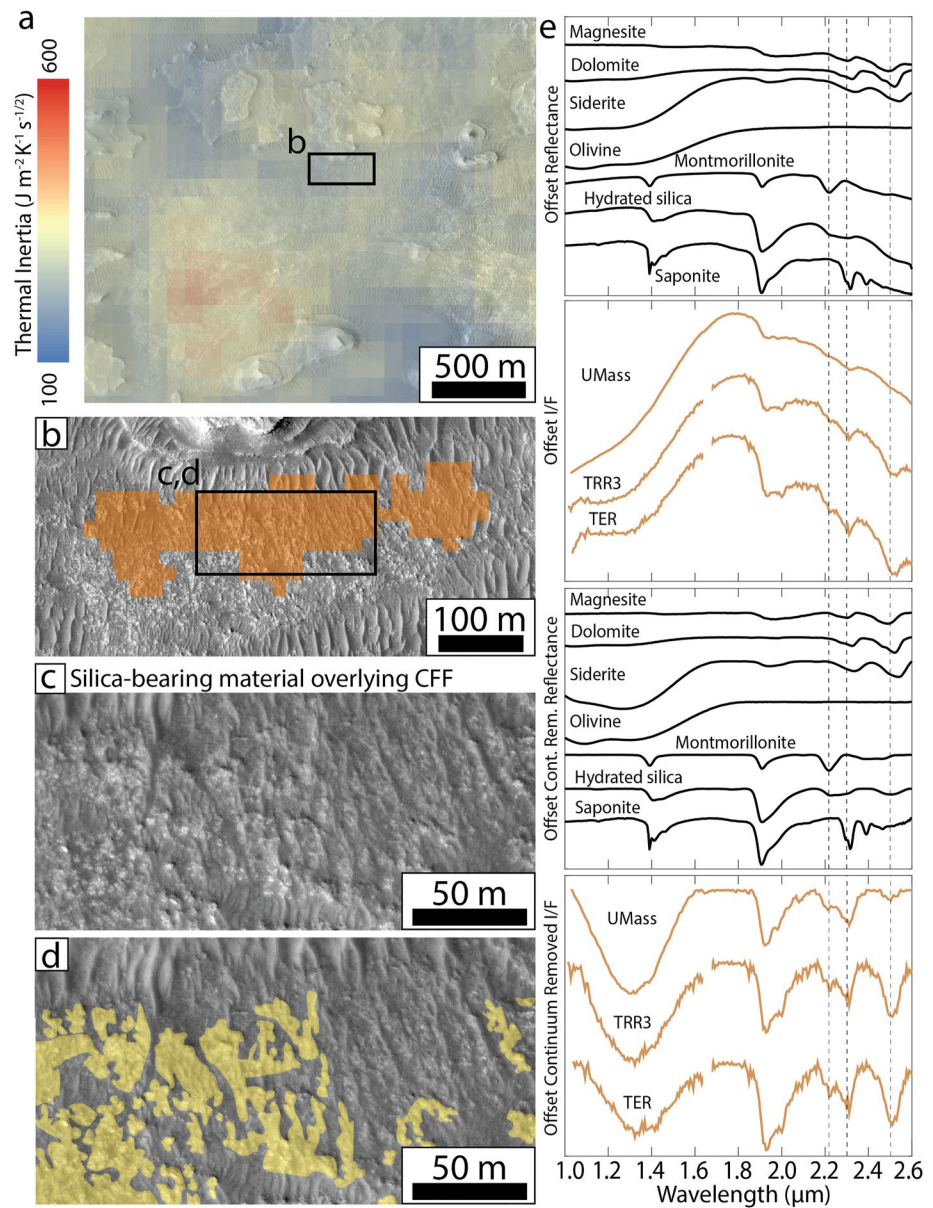 a
600
Thermal Inertia (J m⁻² K⁻¹ s⁻¹/²)
100
b
500 m
b
c,d
100 m
c Silica-bearing material overlying CFF
50 m
d
50 m
e
Offset Reflectance
Magnesite
Dolomite
Siderite
Olivine
Montmorillonite
Hydrated silica
Saponite
Offset I/F
UMass
TRR3
TER
Offset Cont. Rem. Reflectance
Magnesite
Dolomite
Siderite
Olivine
Montmorillonite
Hydrated silica
Saponite
Offset Continuum Removed I/F
UMass
TRR3
TER
1.0 1.2 1.4 1.6 1.8 2.0 2.2 2.4 2.6
Wavelength (μm)